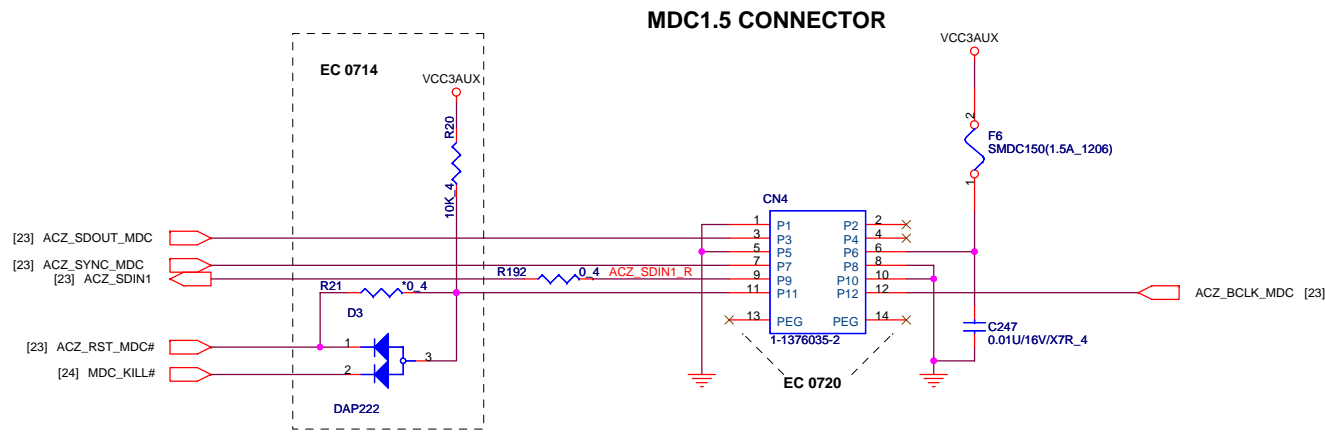 MDC1.5 CONNECTOR
VCC3AUX
EC 0714
VCC3AUX
R20
10K_4
2
F6
SMDC150(1.5A_1206)
1
CN4
1 P1 P2 2
3 P3 P4 4
5 P5 P6 6
7 P7 P8 8
9 P9 P10 10
11 P11 P12 12
13 PEG PEG 14
1-1376035-2
[23] ACZ_SDOUT_MDC
[23] ACZ_SYNC_MDC
[23] ACZ_SDIN1
R192 0_4 ACZ_SDIN1_R
R21 *0_4
D3
[23] ACZ_RST_MDC# 1
3
[24] MDC_KILL# 2
DAP222
ACZ_BCLK_MDC [23]
C247
0.01U/16V/X7R_4
EC 0720